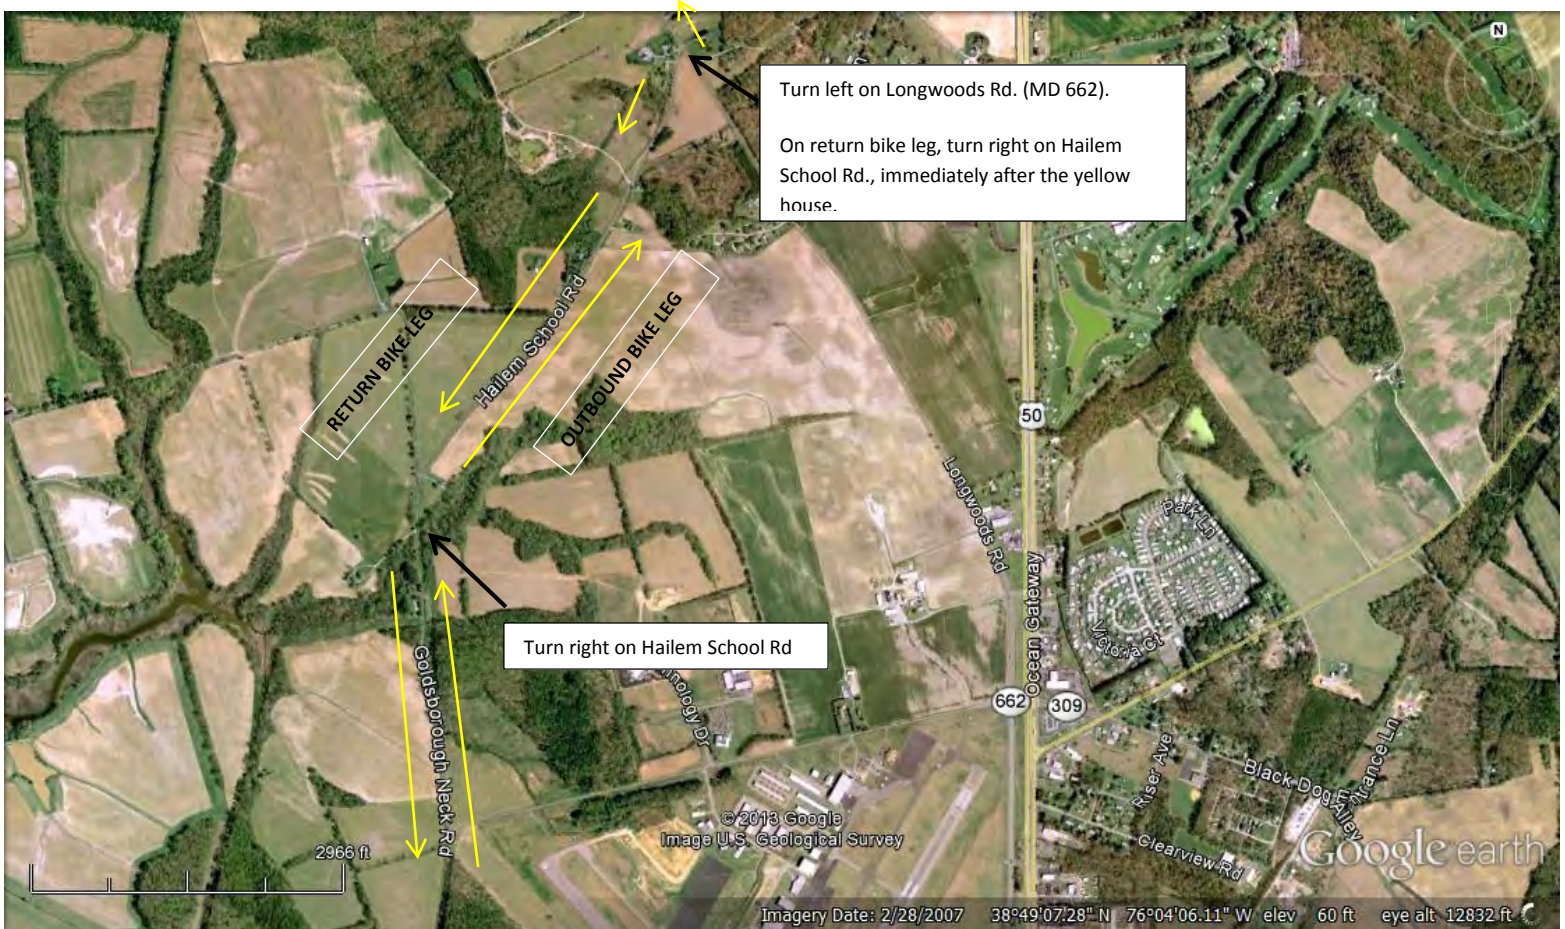 N
Turn left on Longwoods Rd. (MD 662).
On return bike leg, turn right on Hailem
School Rd., immediately after the yellow
house.
RETURN BIKE LEG
Hailem School Rd
OUTBOUND BIKE LEG
50
Longwoods Rd
Park Ln
Ocean Gateway
Victoria Ct
Turn right on Hailem School Rd
Goldsborough Neck Rd
hnology Dr
662
309
Riser Ave
Black Dog Alley
Entrance Ln
Clearview Rd
© 2013 Google
Image U.S. Geological Survey
2966 ft
Google earth
Imagery Date: 2/28/2007 38°49'07.28" N 76°04'06.11" W elev 60 ft eye alt 12832 ft